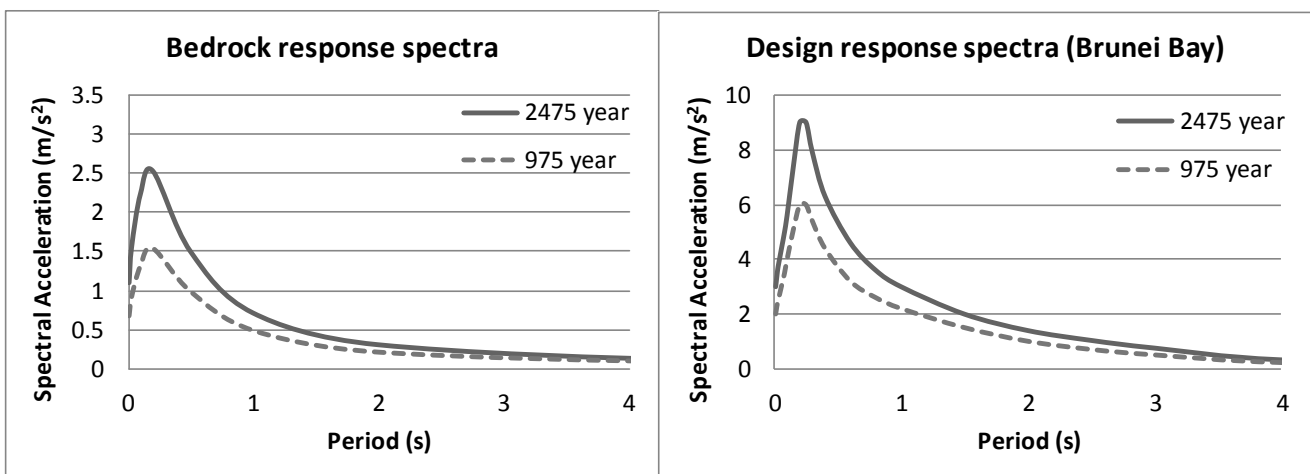 Bedrock response spectra
Spectral Acceleration (m/s²)
3.5
3
2.5
2
1.5
1
0.5
0
2475 year
975 year
0 1 2 3 4
Period (s)
Design response spectra (Brunei Bay)
Spectral Acceleration (m/s²)
10
8
6
4
2
0
2475 year
975 year
0 1 2 3 4
Period (s)